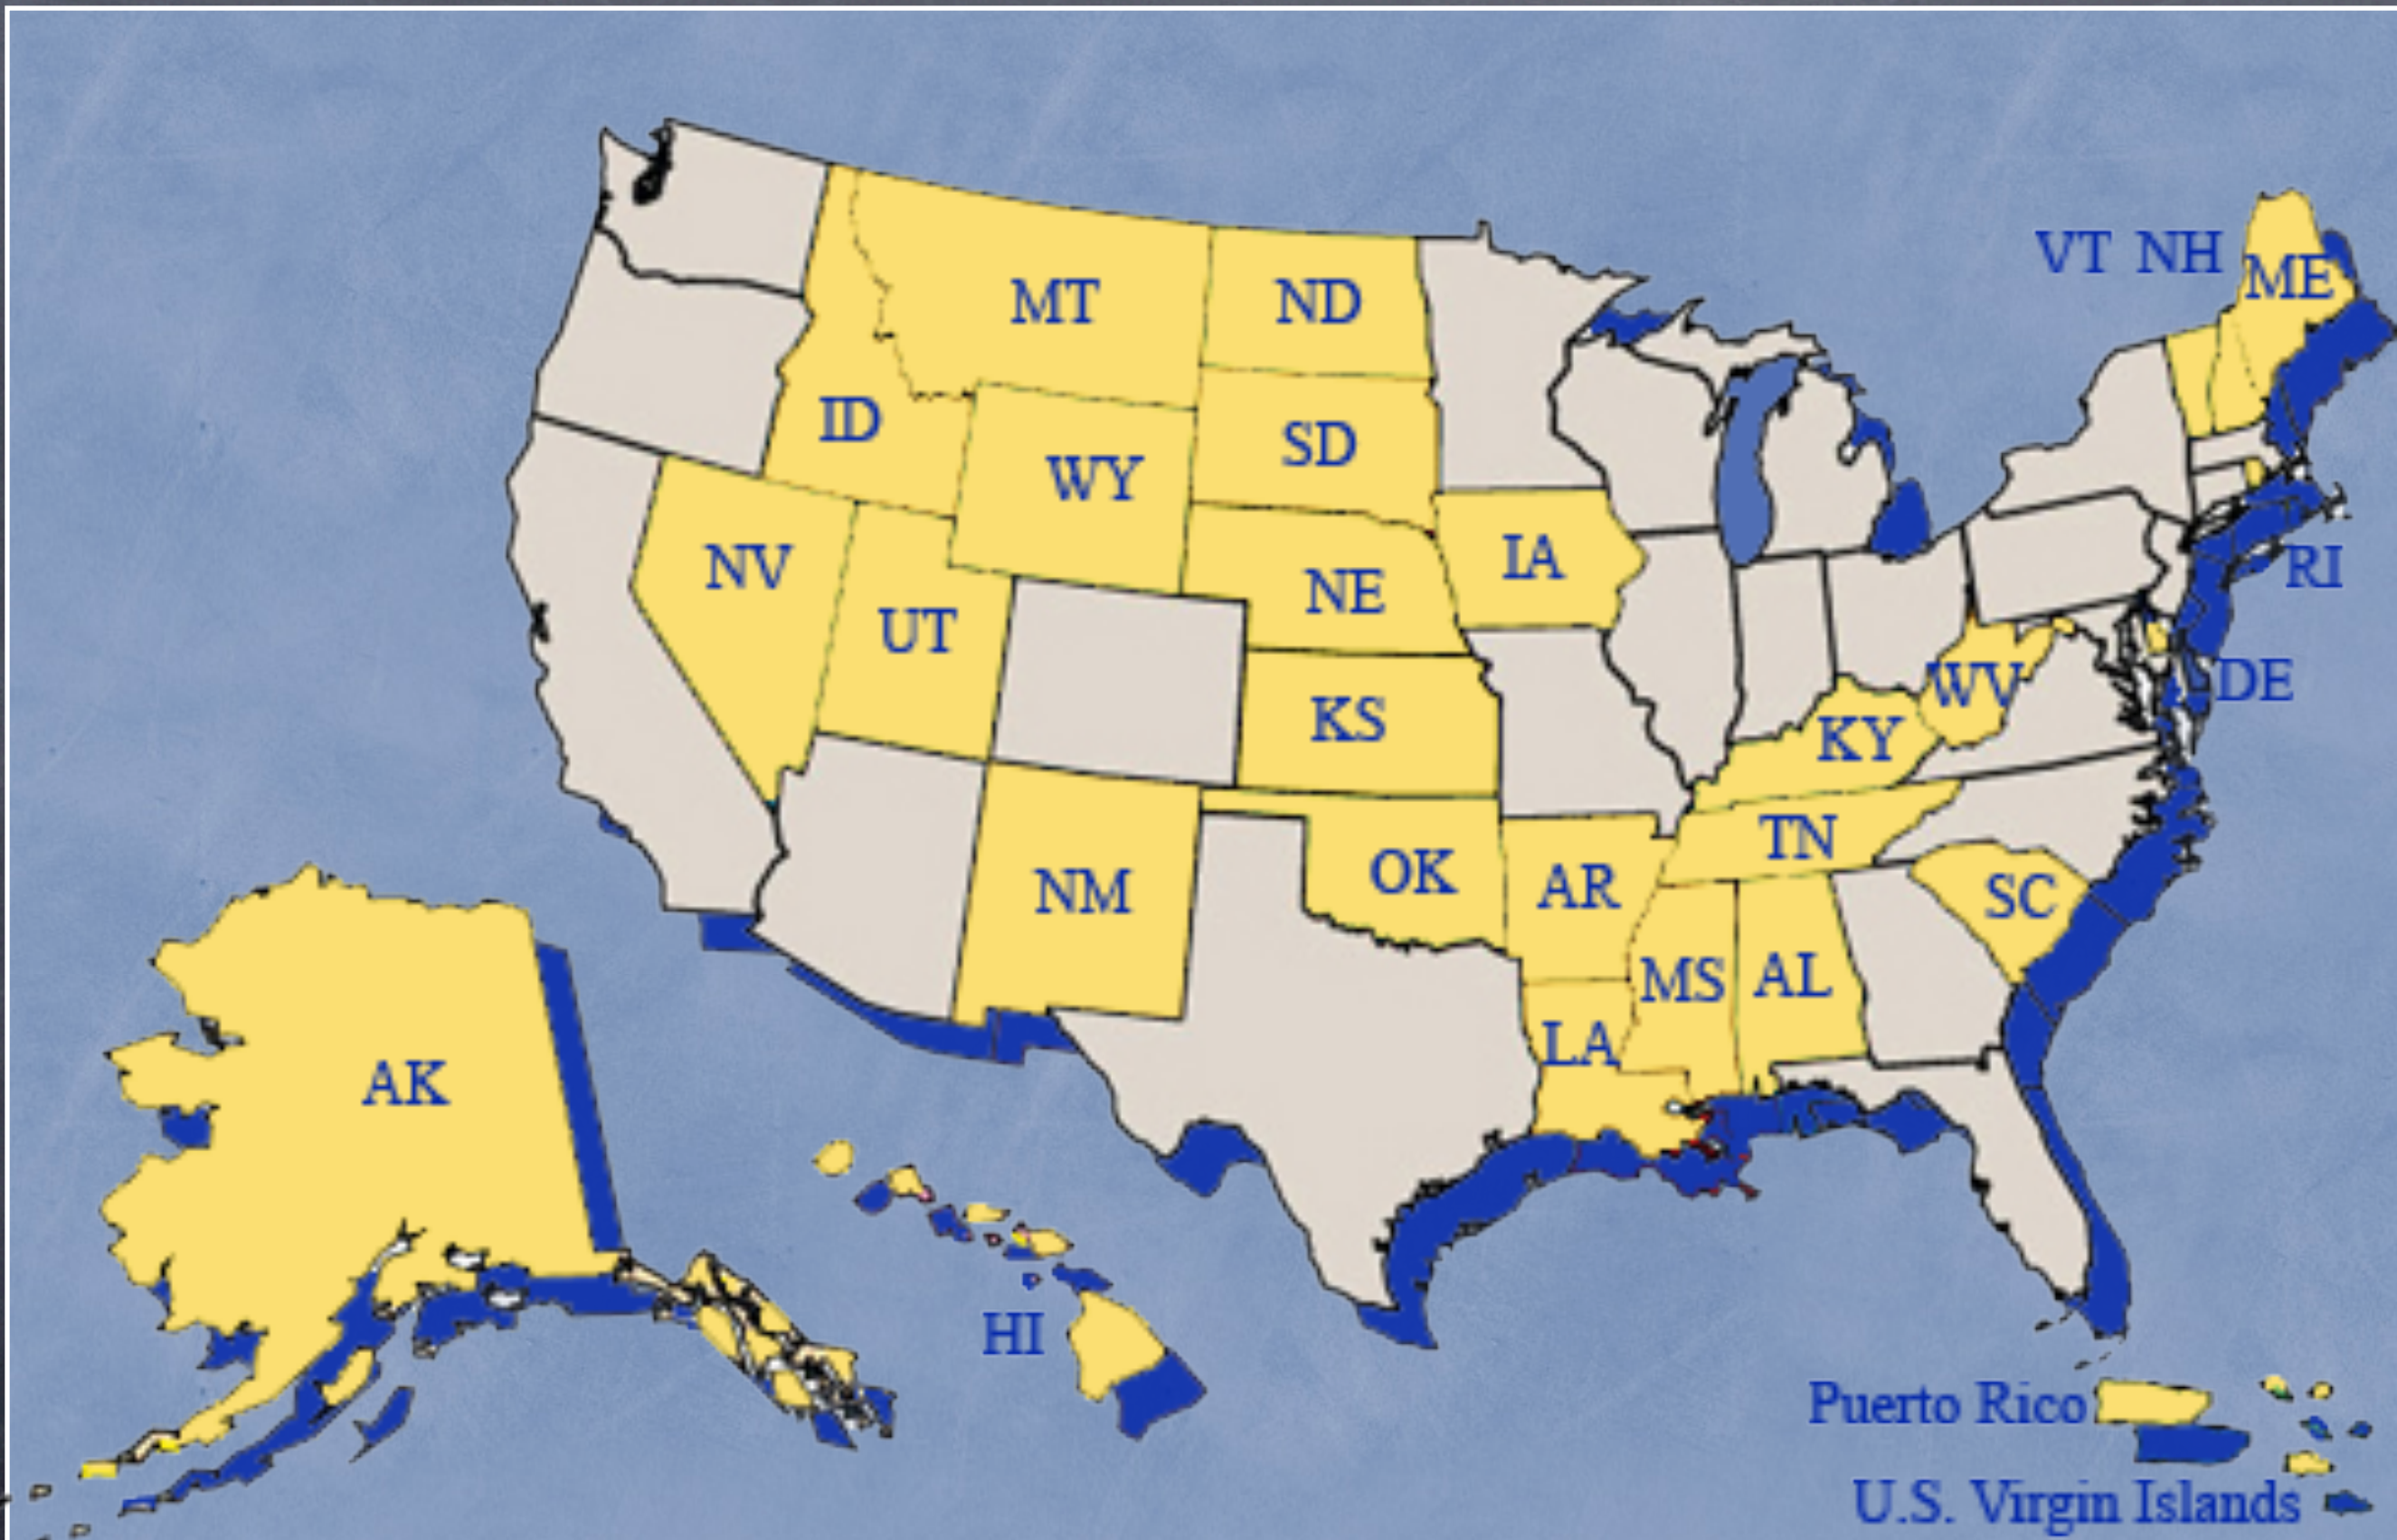 VT NH
ME
MT
ND
ID
SD
WY
NV
IA
RI
NE
UT
WV
DE
KS
KY
TN
OK
AR
NM
SC
MS
AL
LA
AK
HI
Puerto Rico
U.S. Virgin Islands